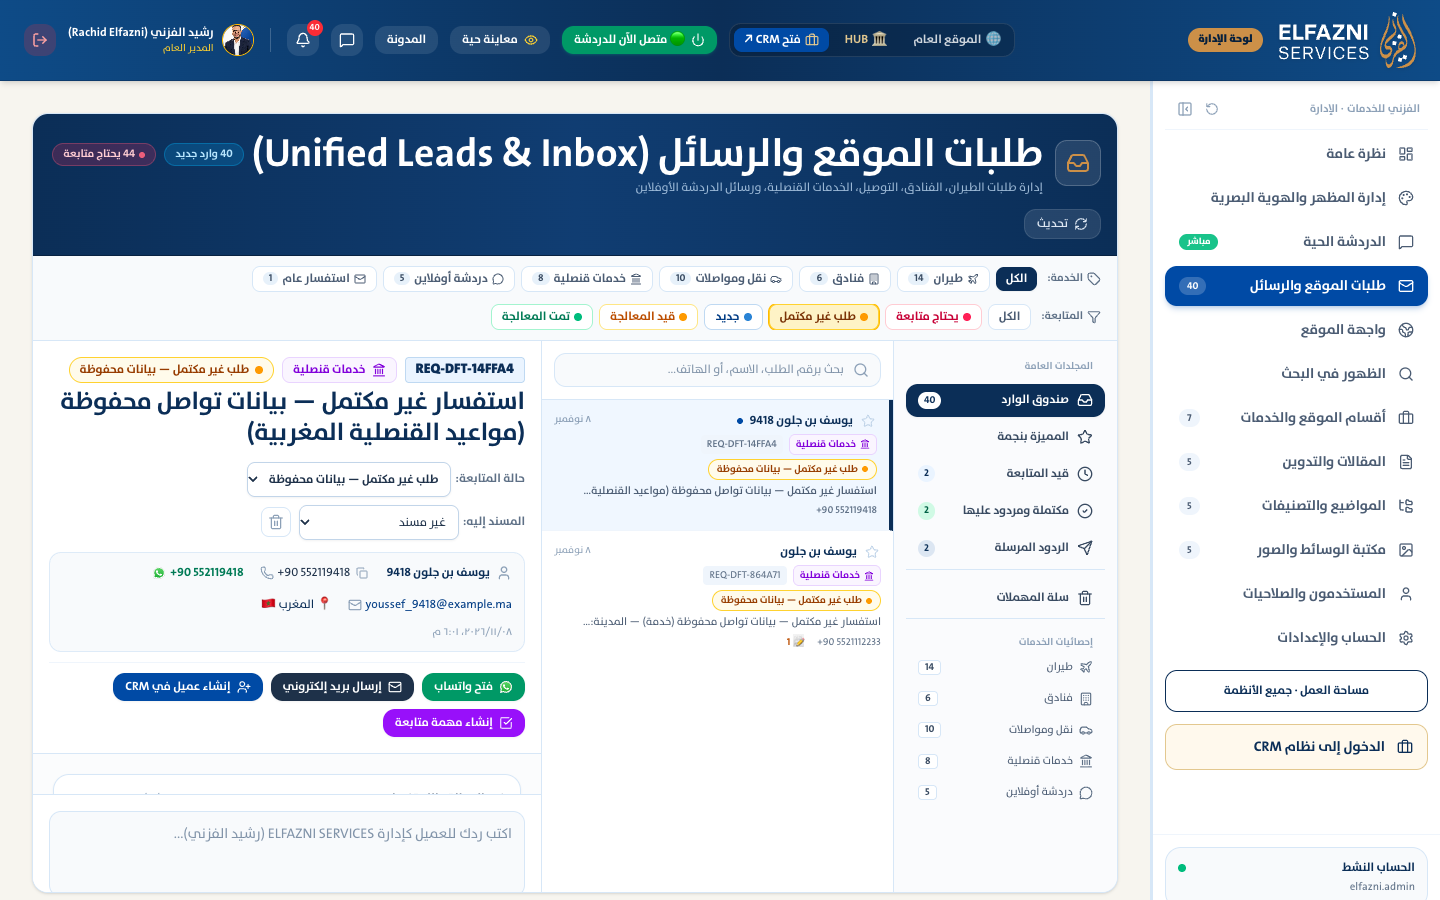 ELFAZNI
SERVICES
لوحة الإدارة
🌐 الموقع العام
🏛️ HUB
فتح CRM ↗
🟢 متصل الآن للدردشة
معاينة حية
المدونة
40
رشيد الفزني (Rachid Elfazni)
المدير العام
الفزني للخدمات · الإدارة
نظرة عامة
إدارة المظهر والهوية البصرية
الدردشة الحية
مباشر
طلبات الموقع والرسائل
40
واجهة الموقع
الظهور في البحث
أقسام الموقع والخدمات
7
المقالات والتدوين
5
المواضيع والتصنيفات
5
مكتبة الوسائط والصور
5
المستخدمون والصلاحيات
الحساب والإعدادات
مساحة العمل · جميع الأنظمة
الدخول إلى نظام CRM
الحساب النشط
elfazni.admin
طلبات الموقع والرسائل (Unified Leads & Inbox)
40 وارد جديد
44 يحتاج متابعة
إدارة طلبات الطيران، الفنادق، التوصيل، الخدمات القنصلية، ورسائل الدردشة الأوفلاين
تحديث
الخدمة:
الكل
طيران 14
فنادق 6
نقل ومواصلات 10
خدمات قنصلية 8
دردشة أوفلاين 5
استفسار عام 1
المتابعة:
الكل
يحتاج متابعة
طلب غير مكتمل
جديد
قيد المعالجة
تمت المعالجة
المجلدات العامة
صندوق الوارد
40
المميزة بنجمة
قيد المتابعة
2
مكتملة ومردود عليها
2
الردود المرسلة
2
سلة المهملات
إحصائيات الخدمات
طيران
14
فنادق
6
نقل ومواصلات
10
خدمات قنصلية
8
دردشة أوفلاين
5
بحث برقم الطلب، الاسم، أو الهاتف...
يوسف بن جلون 9418
٨ نوفمبر
خدمات قنصلية
REQ-DFT-14FFA4
طلب غير مكتمل — بيانات محفوظة
استفسار غير مكتمل — بيانات تواصل محفوظة (مواعيد القنصلية...
+90 552119418
يوسف بن جلون
٨ نوفمبر
خدمات قنصلية
REQ-DFT-864A71
طلب غير مكتمل — بيانات محفوظة
استفسار غير مكتمل — بيانات تواصل محفوظة (خدمة) — المدينة:...
+90 5521112233
📝 1
REQ-DFT-14FFA4
خدمات قنصلية
طلب غير مكتمل — بيانات محفوظة
استفسار غير مكتمل — بيانات تواصل محفوظة
(مواعيد القنصلية المغربية)
حالة المتابعة:
طلب غير مكتمل — بيانات محفوظة
المسند إليه:
غير مسند
يوسف بن جلون 9418
+90 552119418
+90 552119418
youssef_9418@example.ma
📍 المغرب 🇲🇦
٠٨‏/١١‏/٢٠٢٦، ٦:٠١ م
فتح واتساب
إرسال بريد إلكتروني
إنشاء عميل في CRM
إنشاء مهمة متابعة
اكتب ردك للعميل كإدارة ELFAZNI SERVICES (رشيد الفزني)...